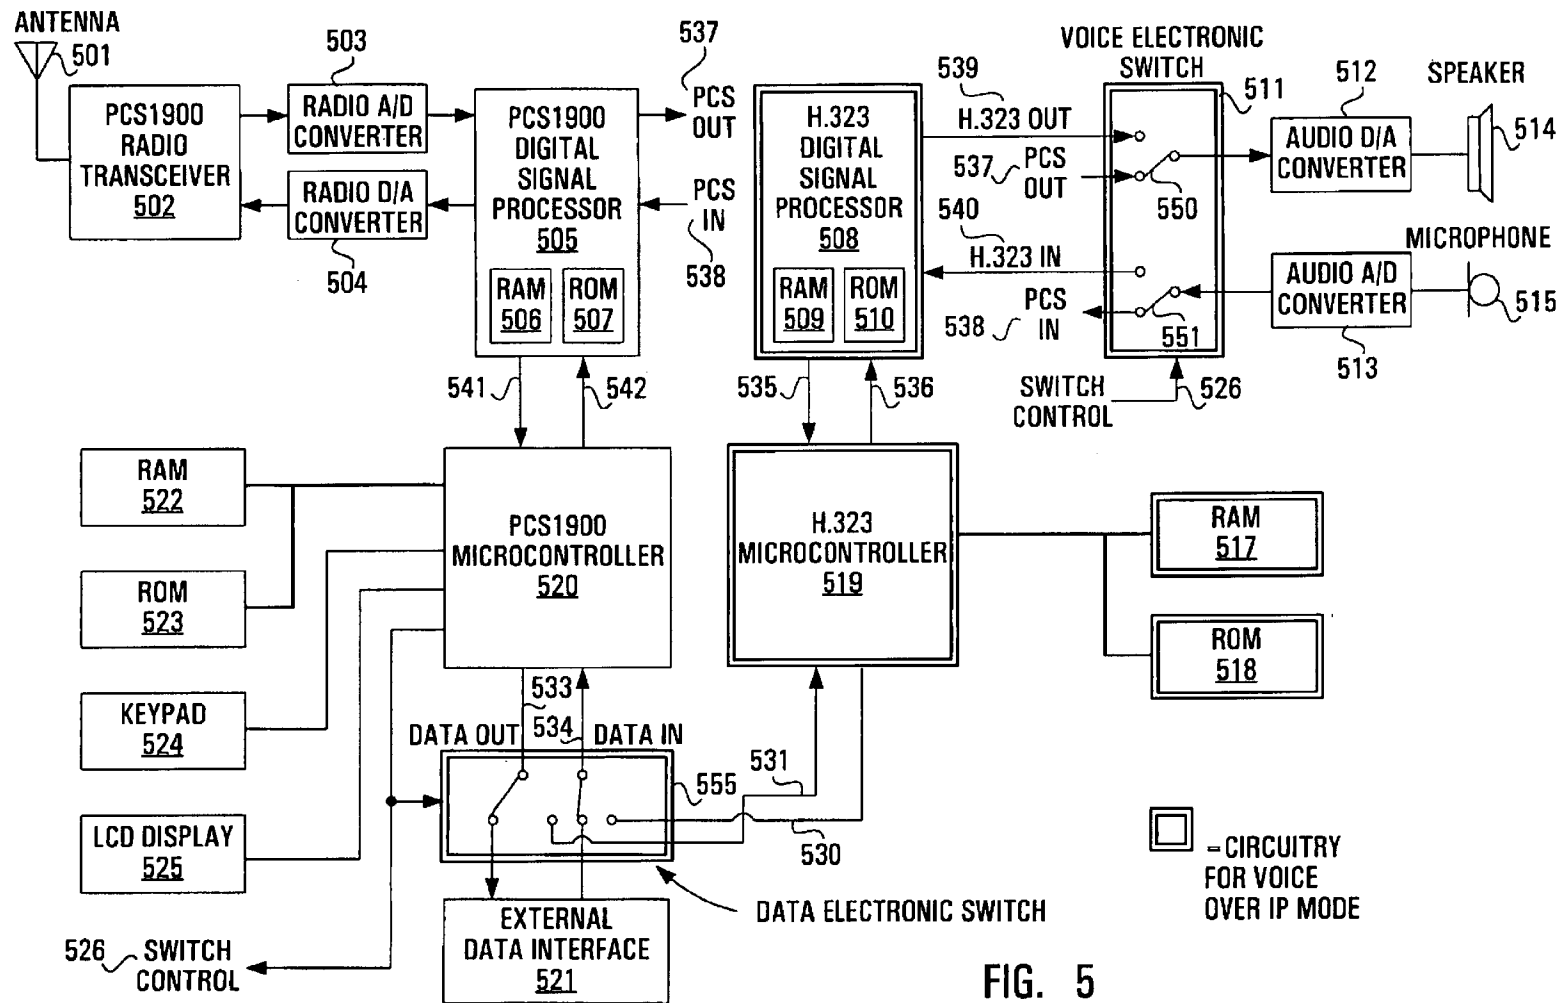 ANTENNA
501
PCS1900
RADIO
TRANSCEIVER
502
503
RADIO A/D
CONVERTER
RADIO D/A
CONVERTER
504
PCS1900
DIGITAL
SIGNAL
PROCESSOR
505
RAM
506
ROM
507
537
PCS
OUT
PCS
IN
538
H.323
DIGITAL
SIGNAL
PROCESSOR
508
RAM
509
ROM
510
539
H.323 OUT
537
PCS
OUT
540
H.323 IN
538
PCS
IN
VOICE ELECTRONIC
SWITCH
511
550
551
SWITCH
CONTROL
526
512
AUDIO D/A
CONVERTER
SPEAKER
514
MICROPHONE
AUDIO A/D
CONVERTER
513
515
541
542
535
536
RAM
522
ROM
523
KEYPAD
524
LCD DISPLAY
525
526
SWITCH
CONTROL
PCS1900
MICROCONTROLLER
520
H.323
MICROCONTROLLER
519
RAM
517
ROM
518
533
534
DATA OUT
DATA IN
555
531
530
DATA ELECTRONIC SWITCH
EXTERNAL
DATA INTERFACE
521
–CIRCUITRY
FOR VOICE
OVER IP MODE
FIG. 5